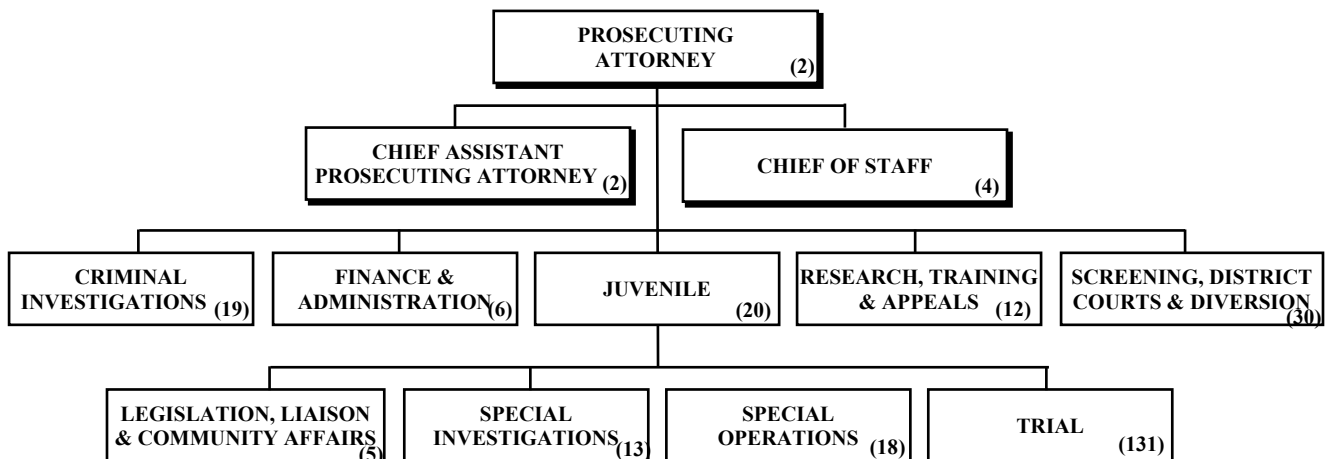 PROSECUTING
ATTORNEY
(2)
CHIEF ASSISTANT
PROSECUTING ATTORNEY (2)
CHIEF OF STAFF
(4)
CRIMINAL
INVESTIGATIONS (19)
FINANCE &
ADMINISTRATION (6)
JUVENILE
(20)
RESEARCH, TRAINING
& APPEALS (12)
SCREENING, DISTRICT
COURTS & DIVERSION
(30)
LEGISLATION, LIAISON
& COMMUNITY AFFAIRS
(5)
SPECIAL
INVESTIGATIONS (13)
SPECIAL
OPERATIONS (18)
TRIAL
(131)